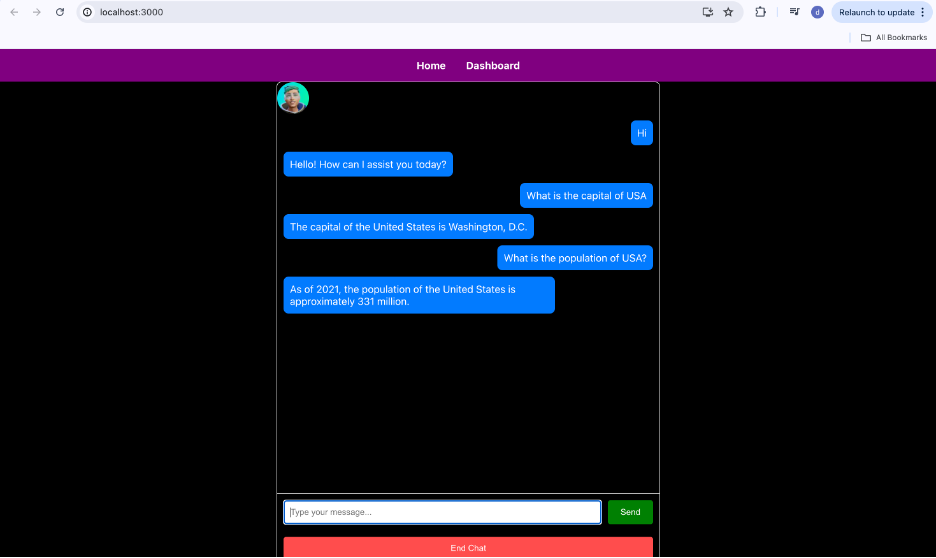 localhost:3000
d
Relaunch to update
All Bookmarks
Home Dashboard
Hi
Hello! How can I assist you today?
What is the capital of USA
The capital of the United States is Washington, D.C.
What is the population of USA?
As of 2021, the population of the United States is
approximately 331 million.
Type your message...
Send
End Chat